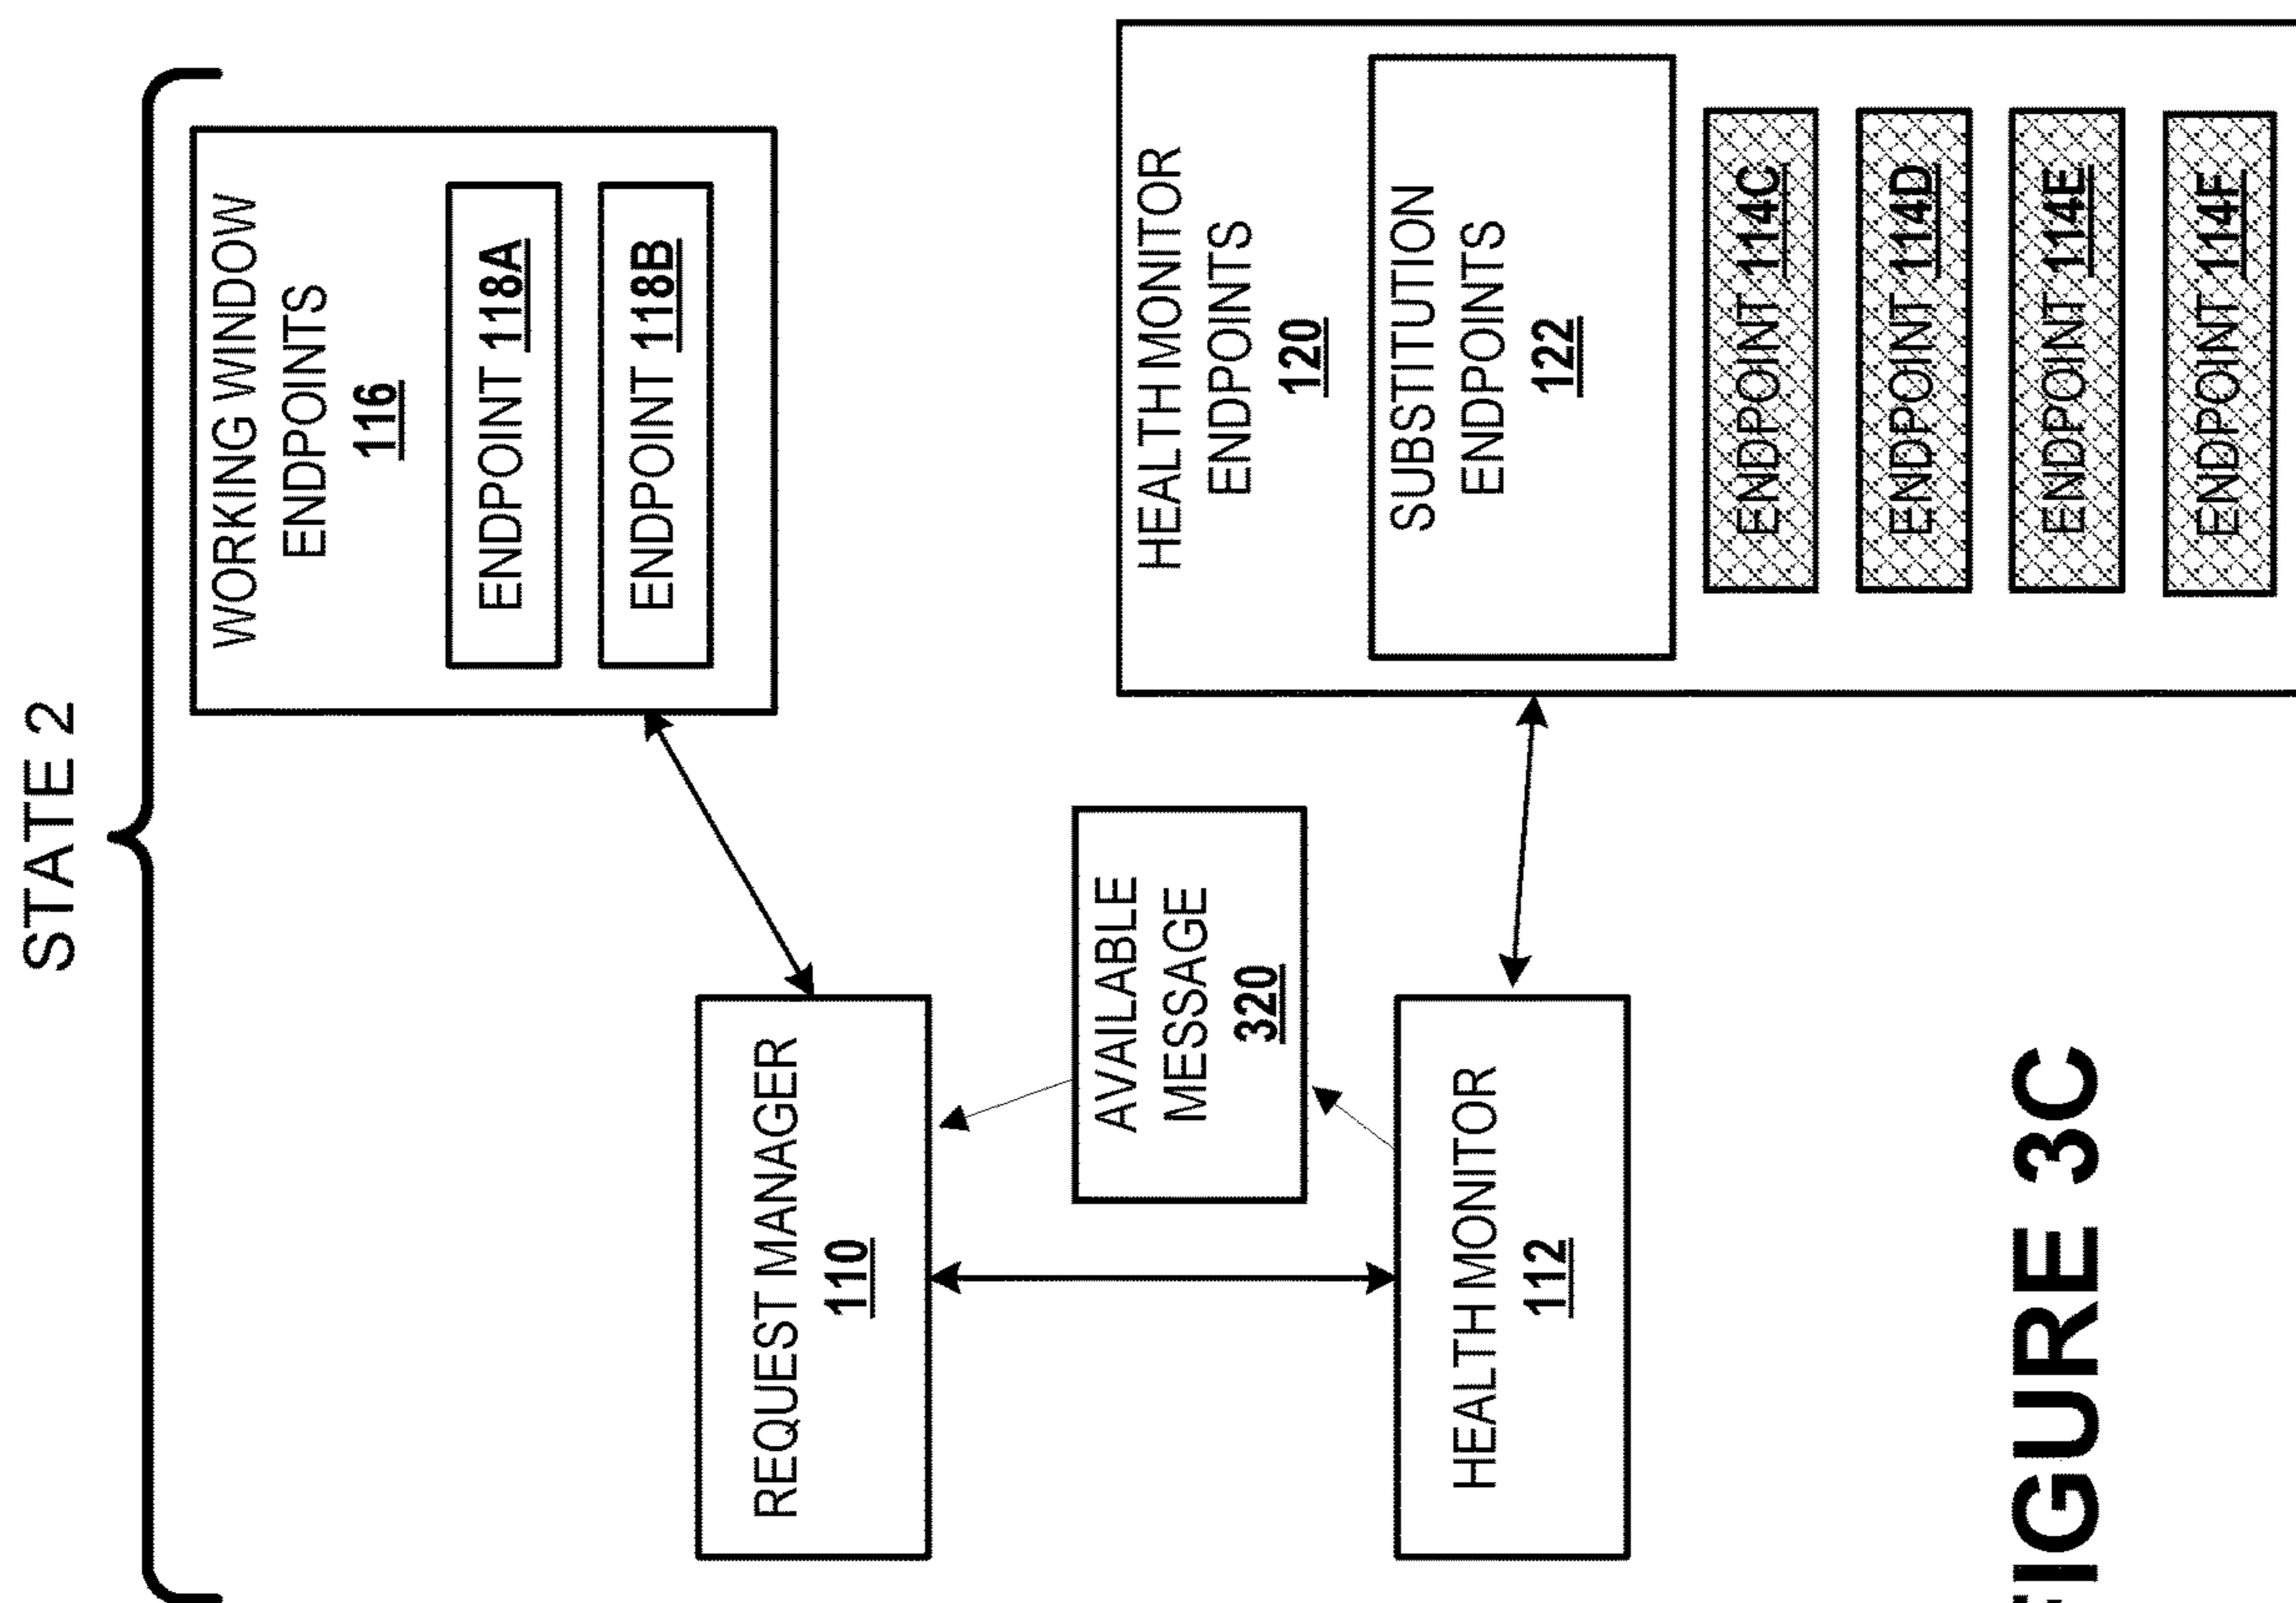 STATE 2
WORKING WINDOW
ENDPOINTS
116
ENDPOINT 118A
ENDPOINT 118B
REQUEST MANAGER
110
AVAILABLE
MESSAGE
320
HEALTH MONITOR
ENDPOINTS
120
SUBSTITUTION
ENDPOINTS
122
ENDPOINT 114C
ENDPOINT 114D
ENDPOINT 114E
ENDPOINT 114F
HEALTH MONITOR
112
FIGURE 3C